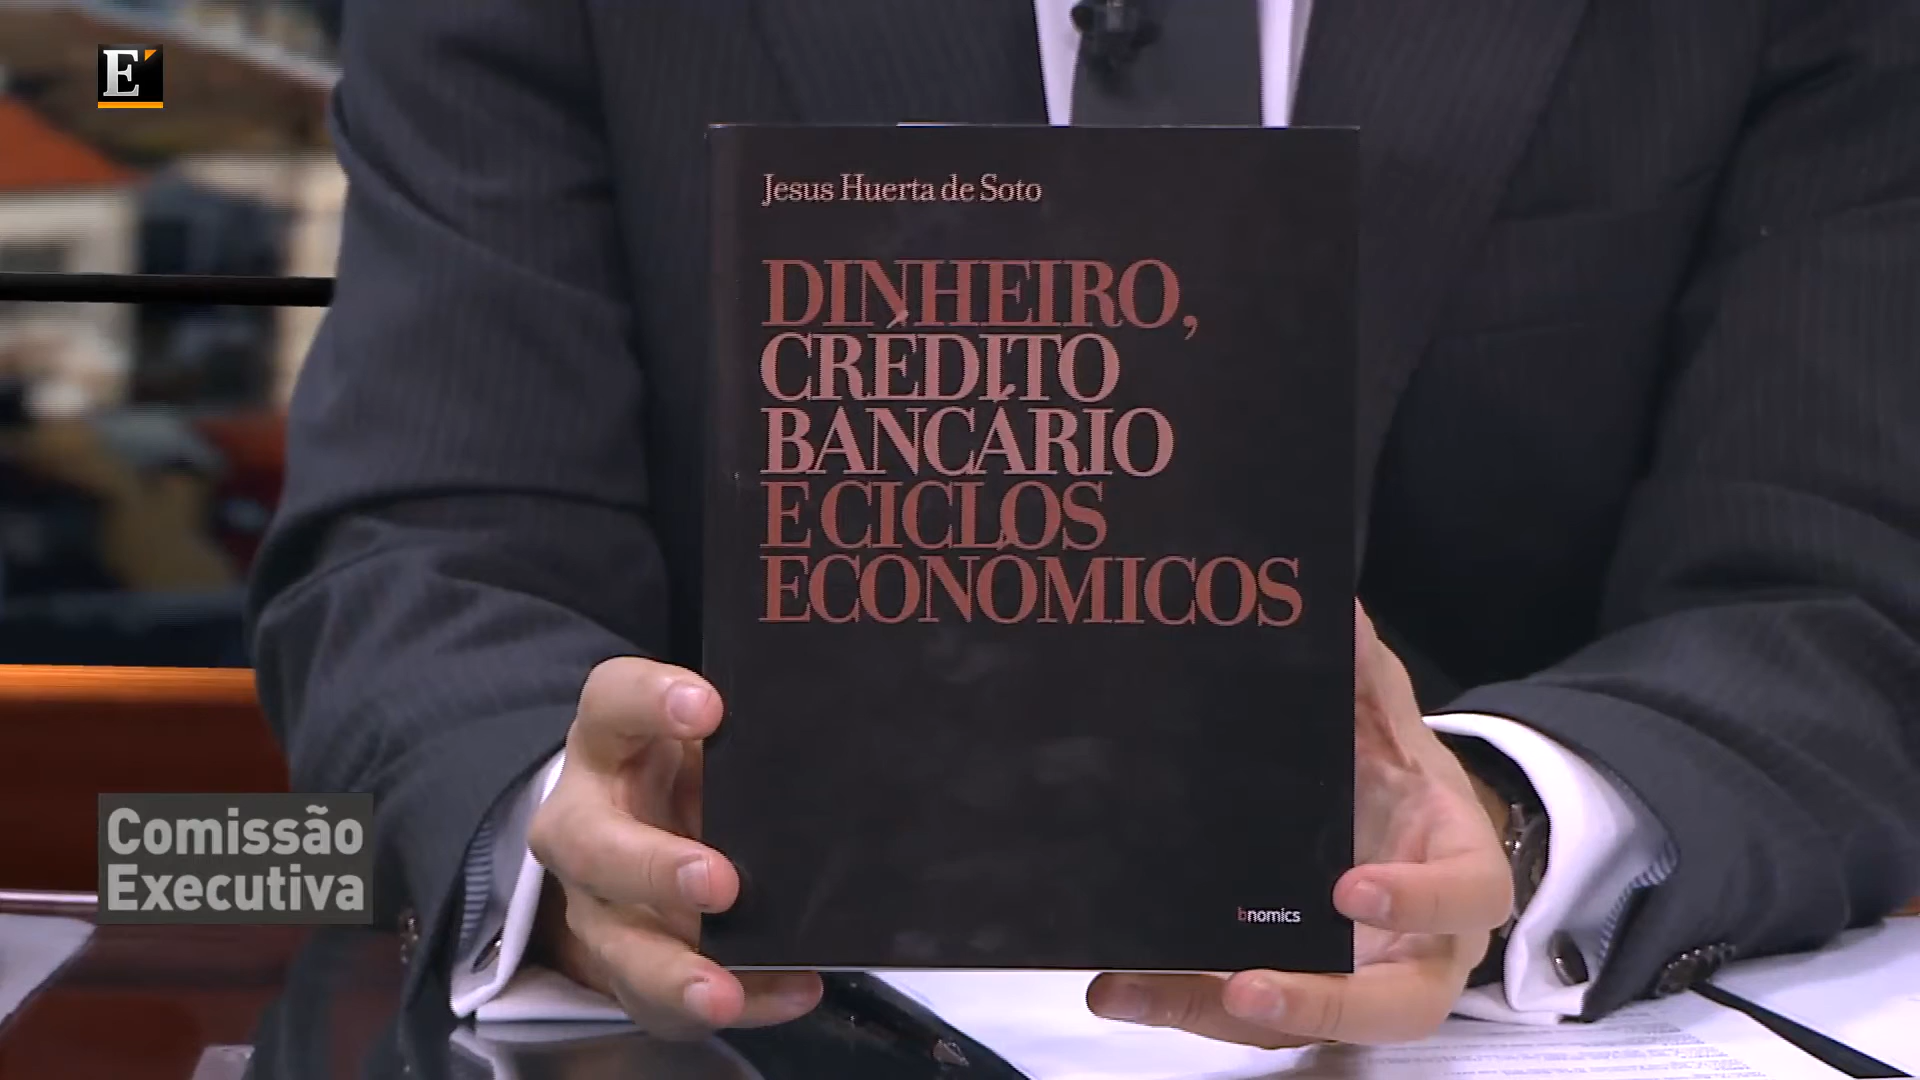 E
Jesus Huerta de Soto
DINHEIRO,
CRÉDITO
BANCÁRIO
E CICLOS
ECONÓMICOS
bnomics
Comissão
Executiva